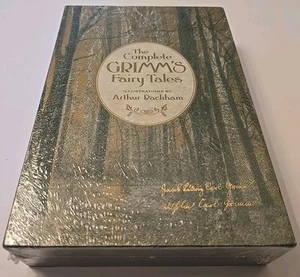 The
Complete
GRIMM'S
Fairy Tales
ILLUSTRATIONS BY
Arthur Rackham